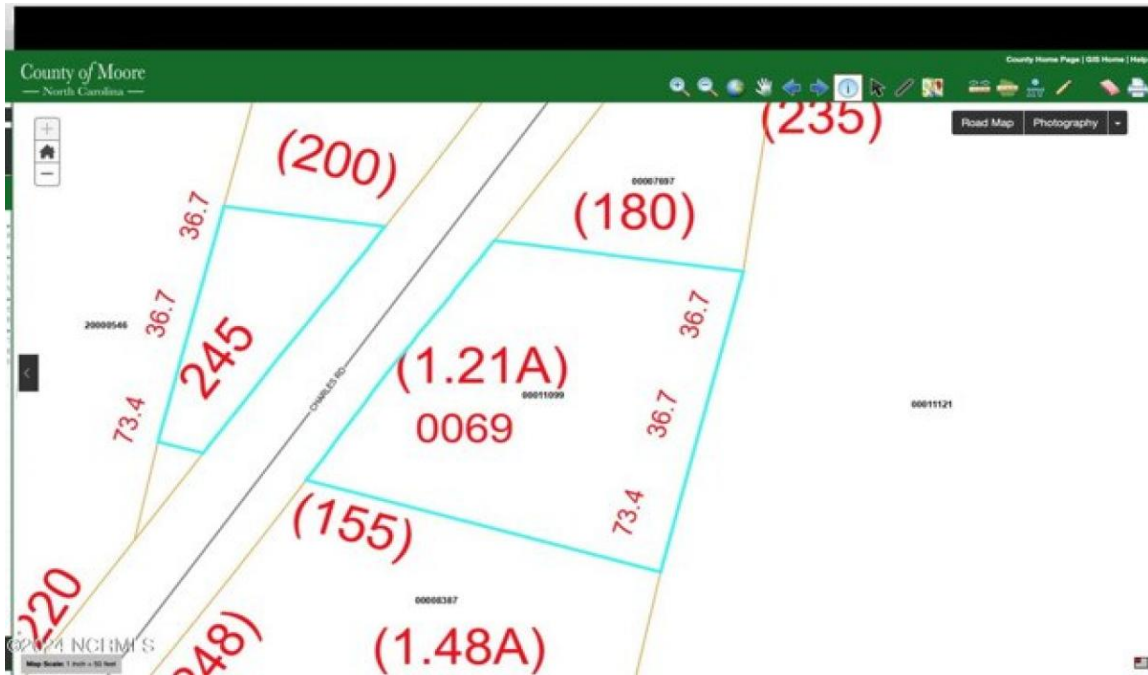 County Home Page | GIS Home | Help
County of Moore
North Carolina
(235)
Road Map
Photography
(200)
00007697
(180)
36.7
36.7
36.7
20000546
245
(1.21A)
00011099
CHARLES RD
36.7
00011121
73.4
0069
73.4
(155)
220
00008387
248)
(1.48A)
©2024 NCRMLS
Map Scale: 1 inch = 50 feet